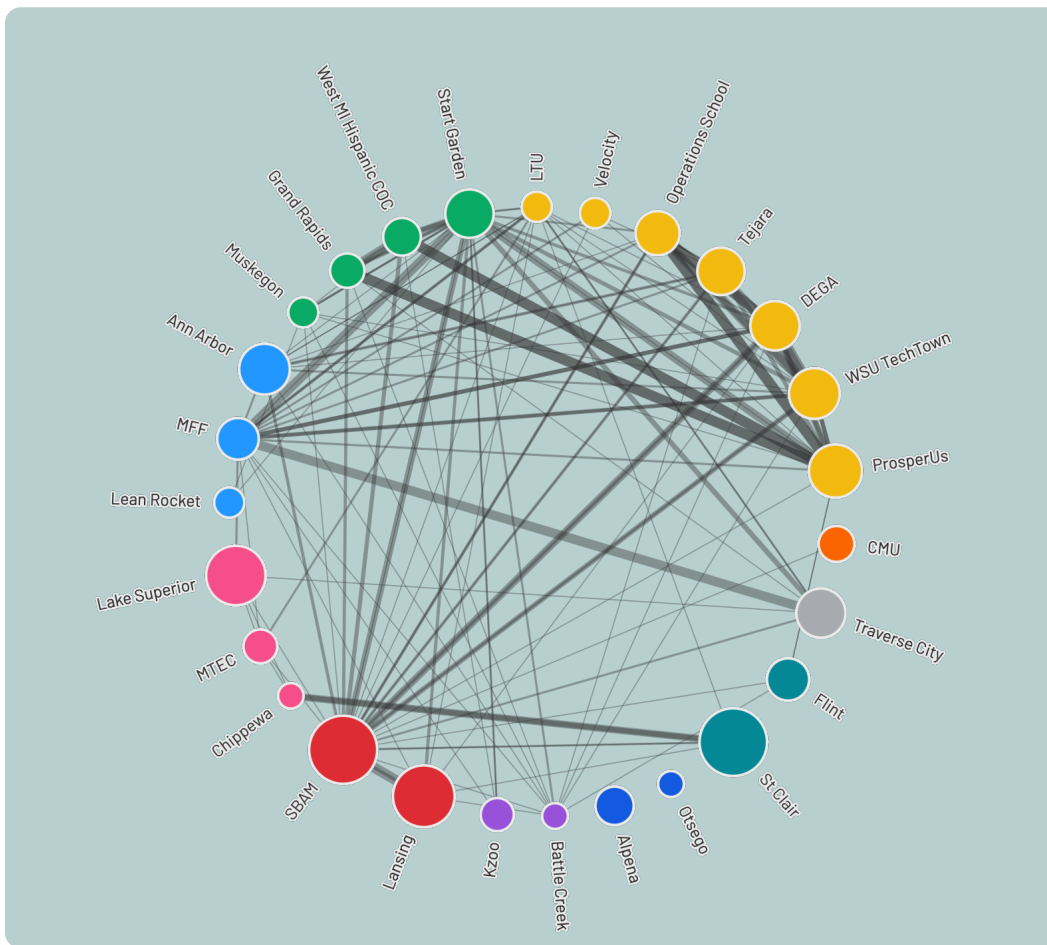 West MI Hispanic COC
Start Garden
LTU
Velocity
Operations School
Tejara
DEGA
WSU TechTown
ProsperUs
CMU
Traverse City
Flint
St Clair
Otsego
Alpena
Battle Creek
Kzoo
Lansing
SBAM
Chippewa
MTEC
Lake Superior
Lean Rocket
MFF
Ann Arbor
Muskegon
Grand Rapids